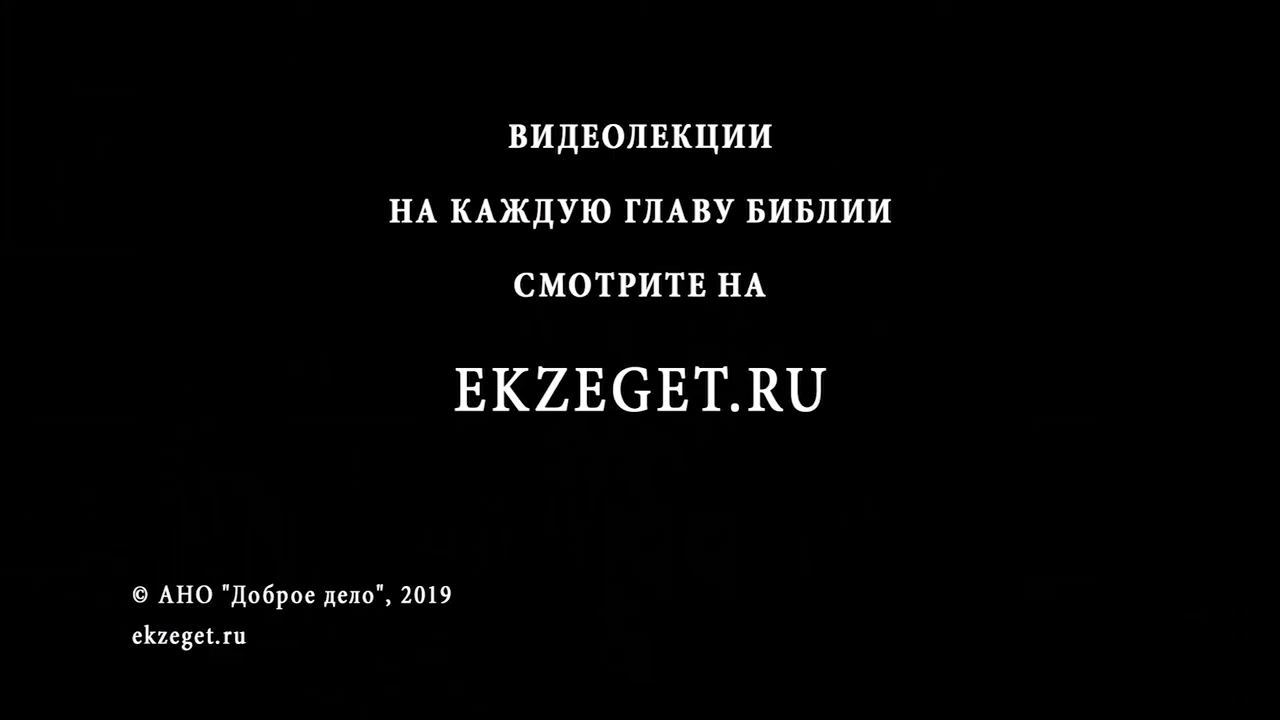 ВИДЕОЛЕКЦИИ
НА КАЖДУЮ ГЛАВУ БИБЛИИ
СМОТРИТЕ НА
EKZEGET.RU
© АНО "Доброе дело", 2019
ekzeget.ru